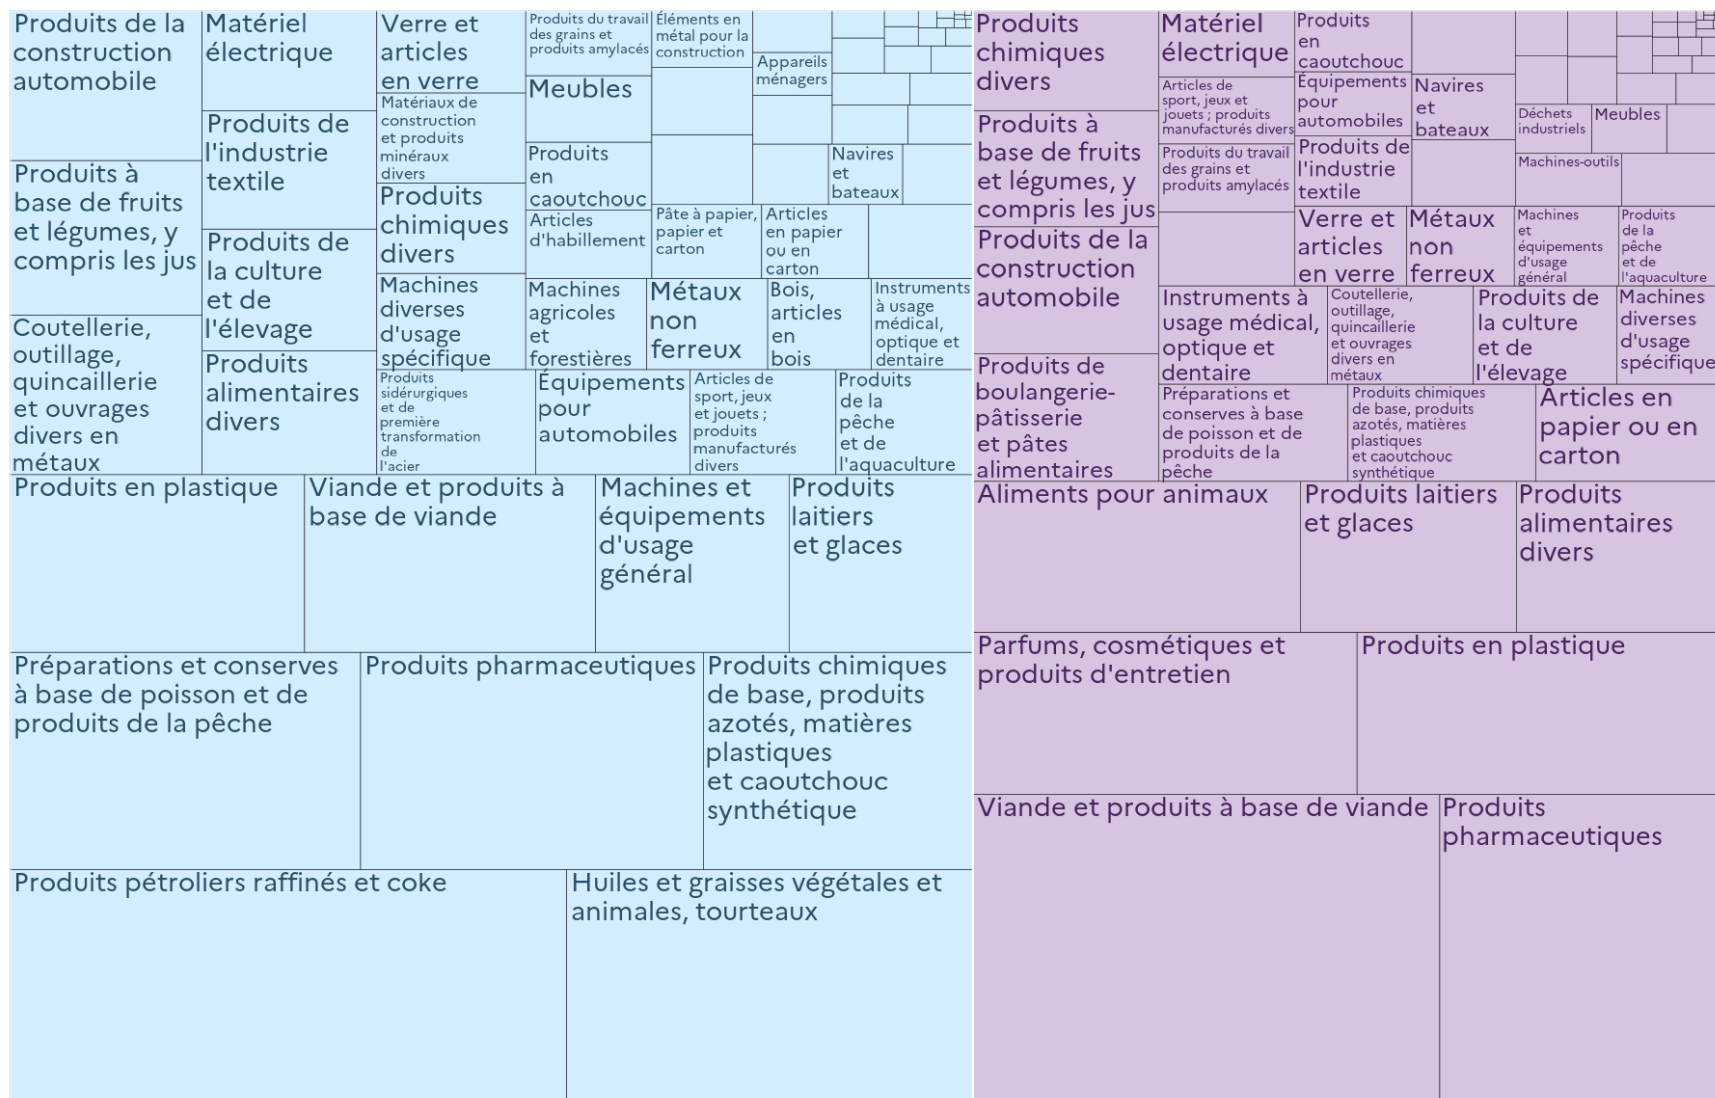 Produits de la
construction
automobile
Produits à
base de fruits
et légumes, y
compris les jus
Coutellerie,
outillage,
quincaillerie
et ouvrages
divers en
métaux
Matériel
électrique
Produits de
l'industrie
textile
Produits de
la culture
et de
l'élevage
Produits
alimentaires
divers
Verre et
articles
en verre
Matériaux de
construction
et produits
minéraux
divers
Produits
chimiques
divers
Machines
diverses
d'usage
spécifique
Produits
sidérurgiques
et de
première
transformation
de
l'acier
Produits du travail
des grains et
produits amylacés
Meubles
Produits
en
caoutchouc
Articles
d'habillement
Machines
agricoles
et
forestières
Équipements
pour
automobiles
Éléments en
métal pour la
construction
Appareils
ménagers
Navires
et
bateaux
Pâte à papier,
papier et
carton
Articles
en papier
ou en
carton
Métaux
non
ferreux
Bois,
articles
en
bois
Instruments
à usage
médical,
optique et
dentaire
Articles de
sport, jeux
et jouets ;
produits
manufacturés
divers
Produits
de la
pêche
et de
l'aquaculture
Produits en plastique
Viande et produits à
base de viande
Machines et
équipements
d'usage
général
Produits
laitiers
et glaces
Préparations et conserves
à base de poisson et de
produits de la pêche
Produits pharmaceutiques
Produits chimiques
de base, produits
azotés, matières
plastiques
et caoutchouc
synthétique
Produits pétroliers raffinés et coke
Huiles et graisses végétales et
animales, tourteaux
Produits
chimiques
divers
Produits à
base de fruits
et légumes, y
compris les jus
Produits de la
construction
automobile
Produits de
boulangerie-
pâtisserie
et pâtes
alimentaires
Matériel
électrique
Articles de
sport, jeux et
jouets ; produits
manufacturés divers
Produits du travail
des grains et
produits amylacés
Produits
en
caoutchouc
Équipements
pour
automobiles
Produits de
l'industrie
textile
Navires
et
bateaux
Déchets
industriels
Meubles
Machines-outils
Verre et
articles
en verre
Métaux
non
ferreux
Machines
et
équipements
d'usage
général
Produits
de la
pêche
et de
l'aquaculture
Instruments à
usage médical,
optique et
dentaire
Coutellerie,
outillage,
quincaillerie
et ouvrages
divers en
métaux
Produits de
la culture
et de
l'élevage
Machines
diverses
d'usage
spécifique
Préparations et
conserves à base
de poisson et de
produits de la
pêche
Produits chimiques
de base, produits
azotés, matières
plastiques
et caoutchouc
synthétique
Articles en
papier ou en
carton
Aliments pour animaux
Produits laitiers
et glaces
Produits
alimentaires
divers
Parfums, cosmétiques et
produits d'entretien
Produits en plastique
Viande et produits à base de viande
Produits
pharmaceutiques